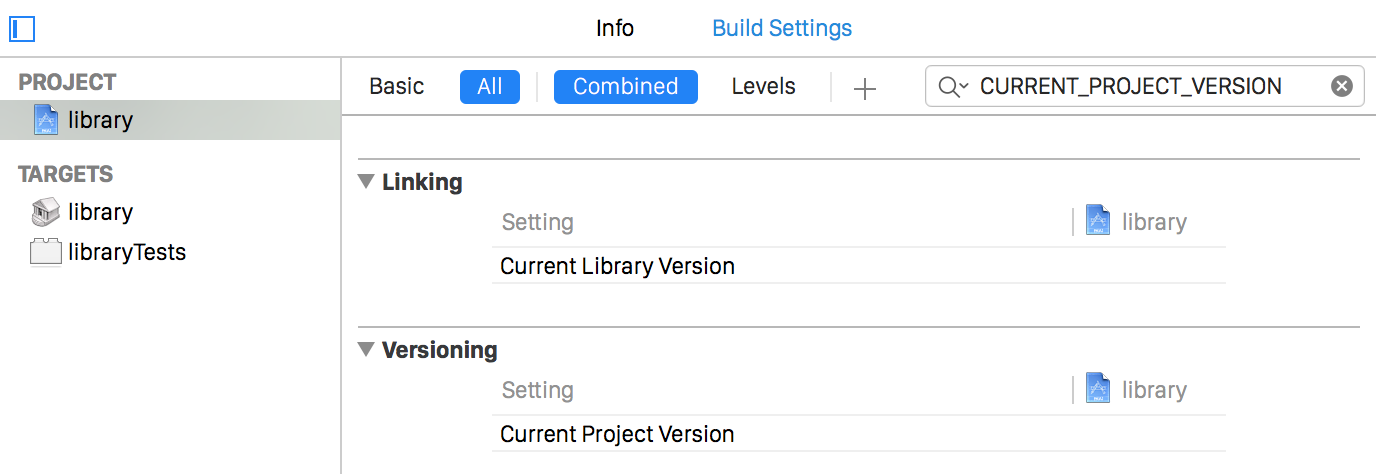 Info Build Settings
PROJECT
library
TARGETS
library
libraryTests
Basic All Combined Levels + CURRENT_PROJECT_VERSION
Linking
Setting library
Current Library Version
Versioning
Setting library
Current Project Version